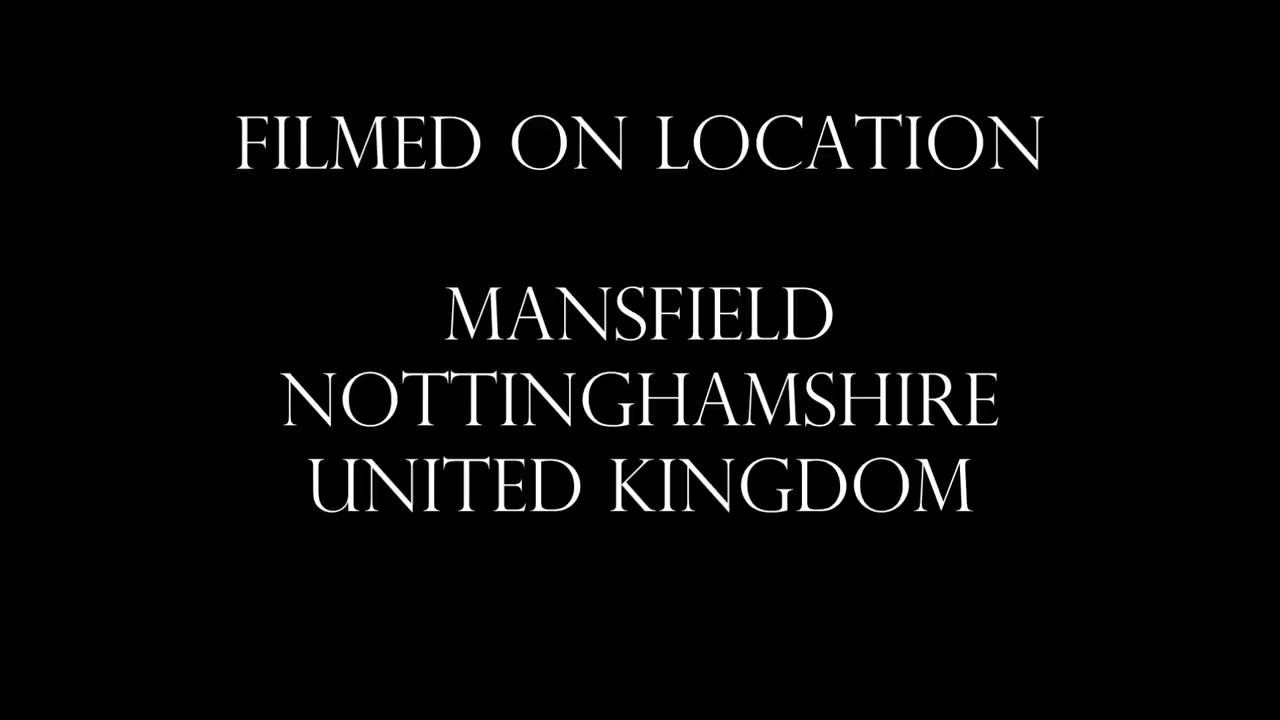 FILMED ON LOCATION
MANSFIELD
NOTTINGHAMSHIRE
UNITED KINGDOM